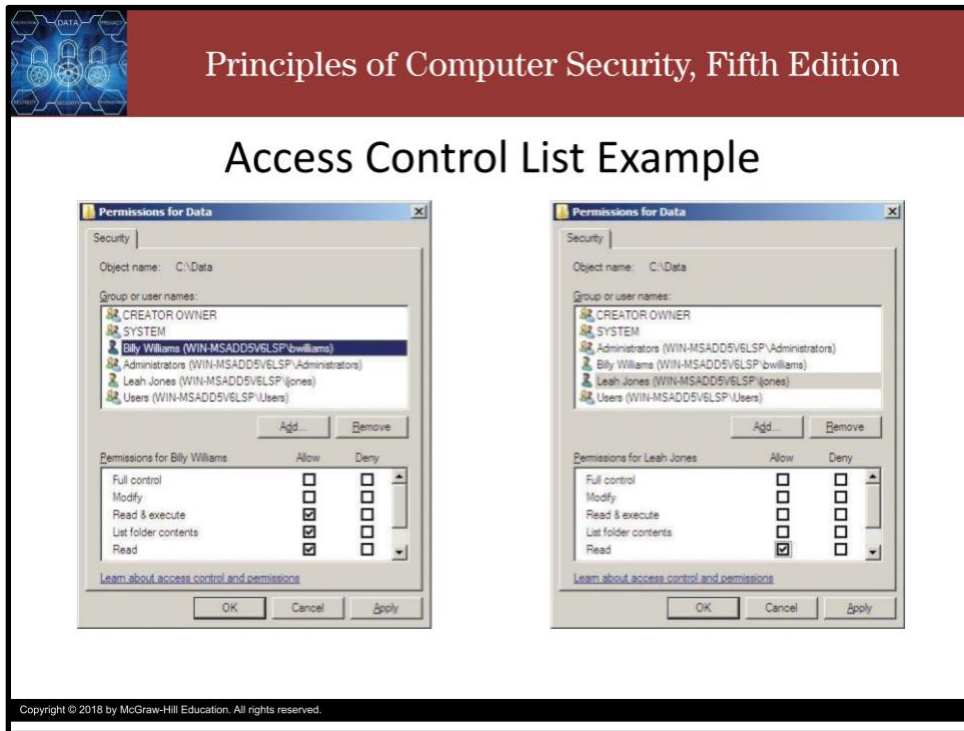 DATA
PRIVACY
SECURITY
SECURITY
Principles of Computer Security, Fifth Edition
Access Control List Example
Permissions for Data
Security
Object name: C:\Data
Group or user names:
CREATOR OWNER
SYSTEM
Billy Williams (WIN-MSADD5V6LSP\bwilliams)
Administrators (WIN-MSADD5V6LSP\Administrators)
Leah Jones (WIN-MSADD5V6LSP\ljones)
Users (WIN-MSADD5V6LSP\Users)
Add... Remove
Permissions for Billy Williams Allow Deny
Full control
Modify
Read & execute
List folder contents
Read
Learn about access control and permissions
OK Cancel Apply
Permissions for Data
Security
Object name: C:\Data
Group or user names:
CREATOR OWNER
SYSTEM
Administrators (WIN-MSADD5V6LSP\Administrators)
Billy Williams (WIN-MSADD5V6LSP\bwilliams)
Leah Jones (WIN-MSADD5V6LSP\ljones)
Users (WIN-MSADD5V6LSP\Users)
Add... Remove
Permissions for Leah Jones Allow Deny
Full control
Modify
Read & execute
List folder contents
Read
Learn about access control and permissions
OK Cancel Apply
Copyright © 2018 by McGraw-Hill Education. All rights reserved.